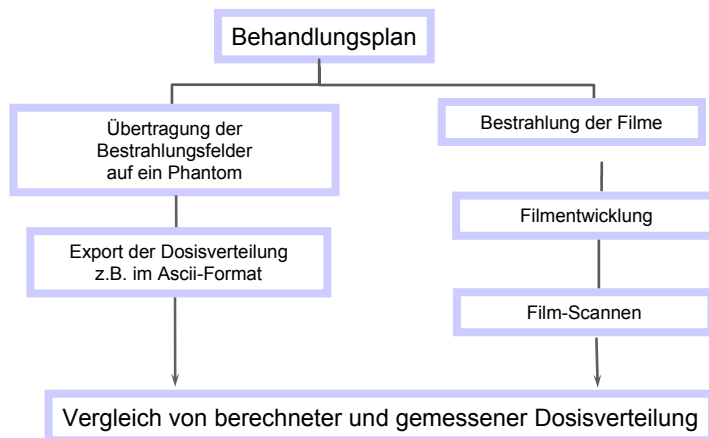 Behandlungsplan
Übertragung der
Bestrahlungsfelder
auf ein Phantom
Export der Dosisverteilung
z.B. im Ascii-Format
Bestrahlung der Filme
Filmentwicklung
Film-Scannen
Vergleich von berechneter und gemessener Dosisverteilung